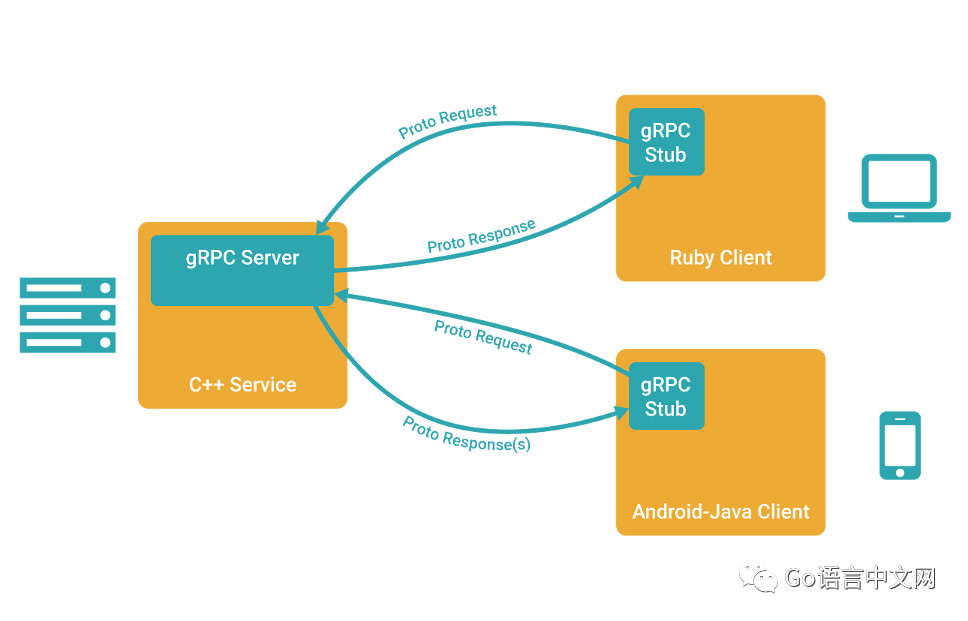 Proto Request
gRPC
Stub
Proto Response
Ruby Client
gRPC Server
C++ Service
Proto Request
gRPC
Stub
Proto Response(s)
Android-Java Client
Go语言中文网